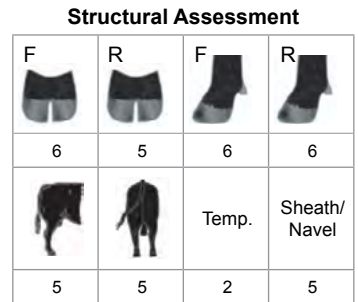 Structural Assessment
F R F R
6 5 6 6
Temp. Sheath/
Navel
5 5 2 5